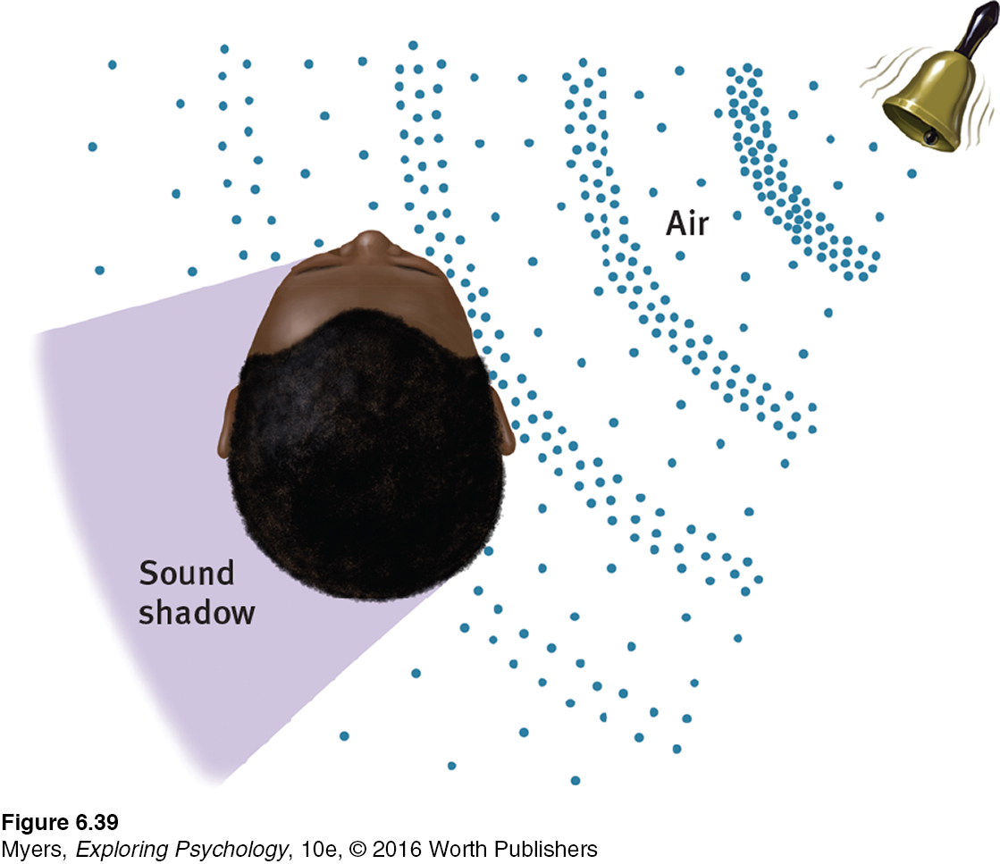 Air
Sound
shadow
Figure 6.39
Myers, Exploring Psychology, 10e, © 2016 Worth Publishers